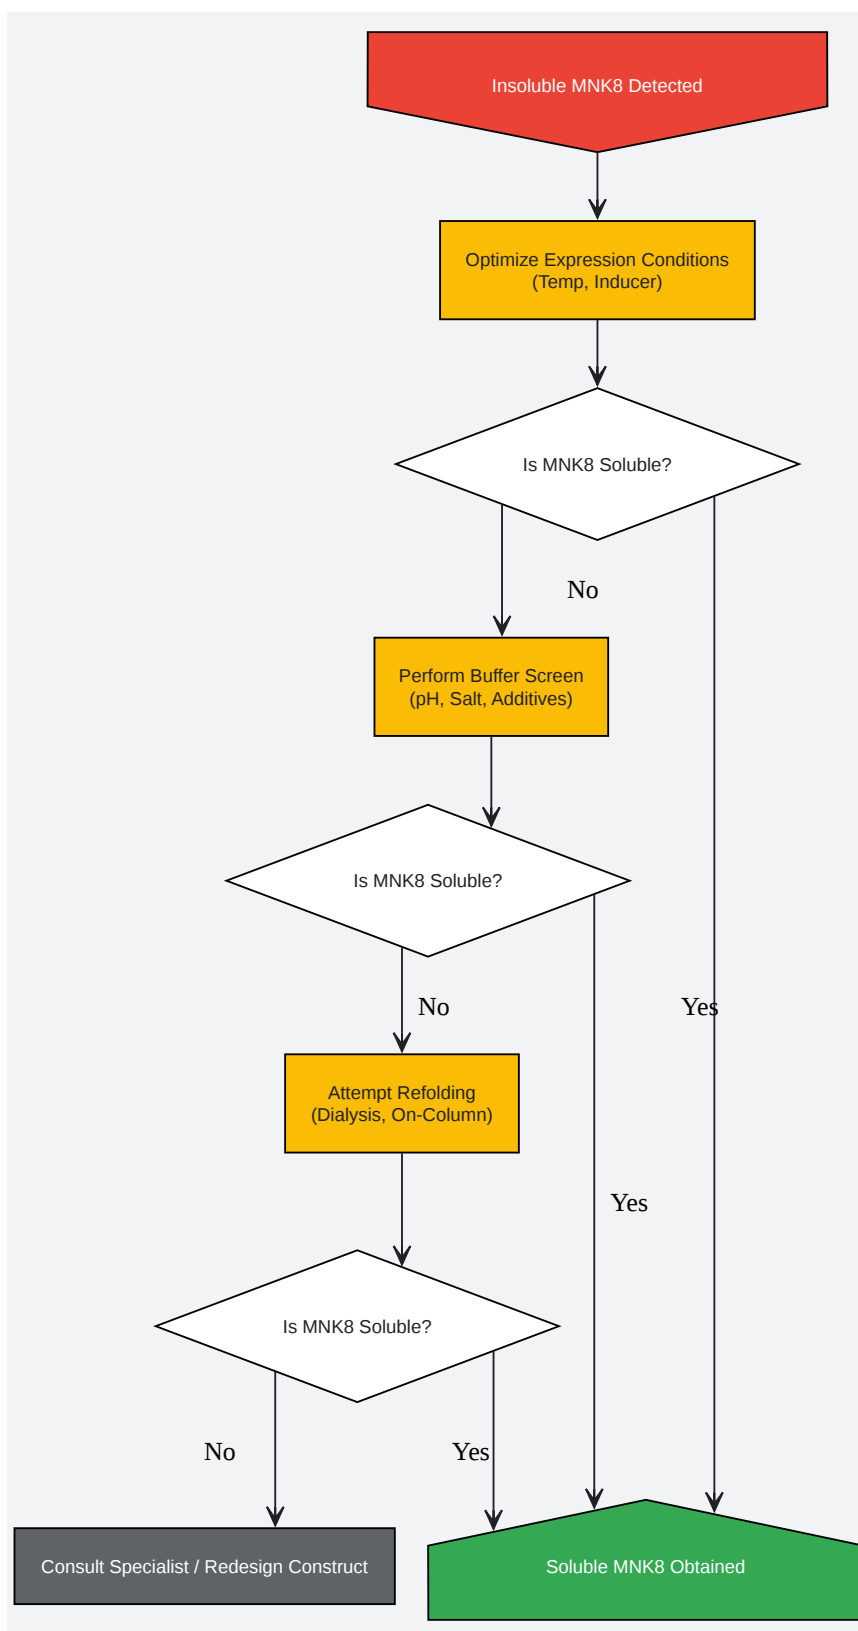 Insoluble MNK8 Detected
Optimize Expression Conditions
(Temp, Inducer)
Is MNK8 Soluble?
No
Perform Buffer Screen
(pH, Salt, Additives)
Is MNK8 Soluble?
No
Yes
Attempt Refolding
(Dialysis, On-Column)
Yes
Is MNK8 Soluble?
No
Yes
Consult Specialist / Redesign Construct
Soluble MNK8 Obtained